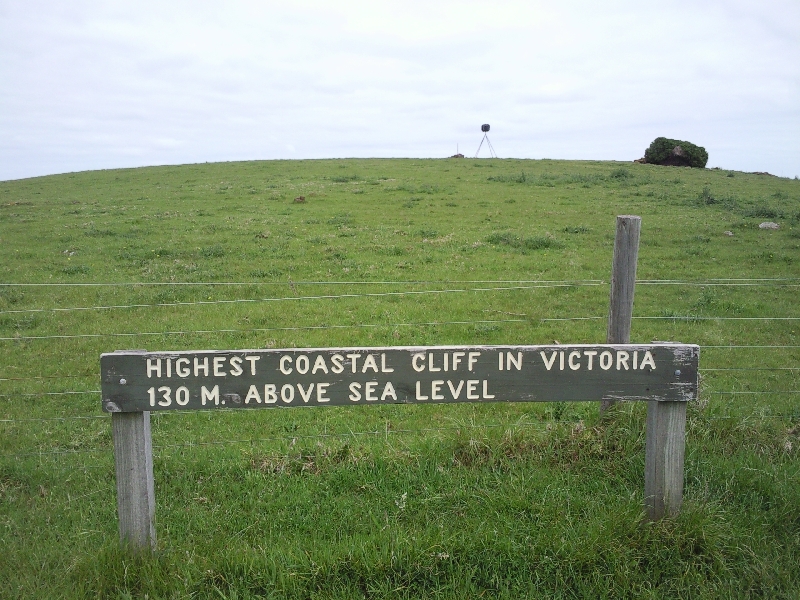 HIGHEST COASTAL CLIFF IN VICTORIA
130 M. ABOVE SEA LEVEL